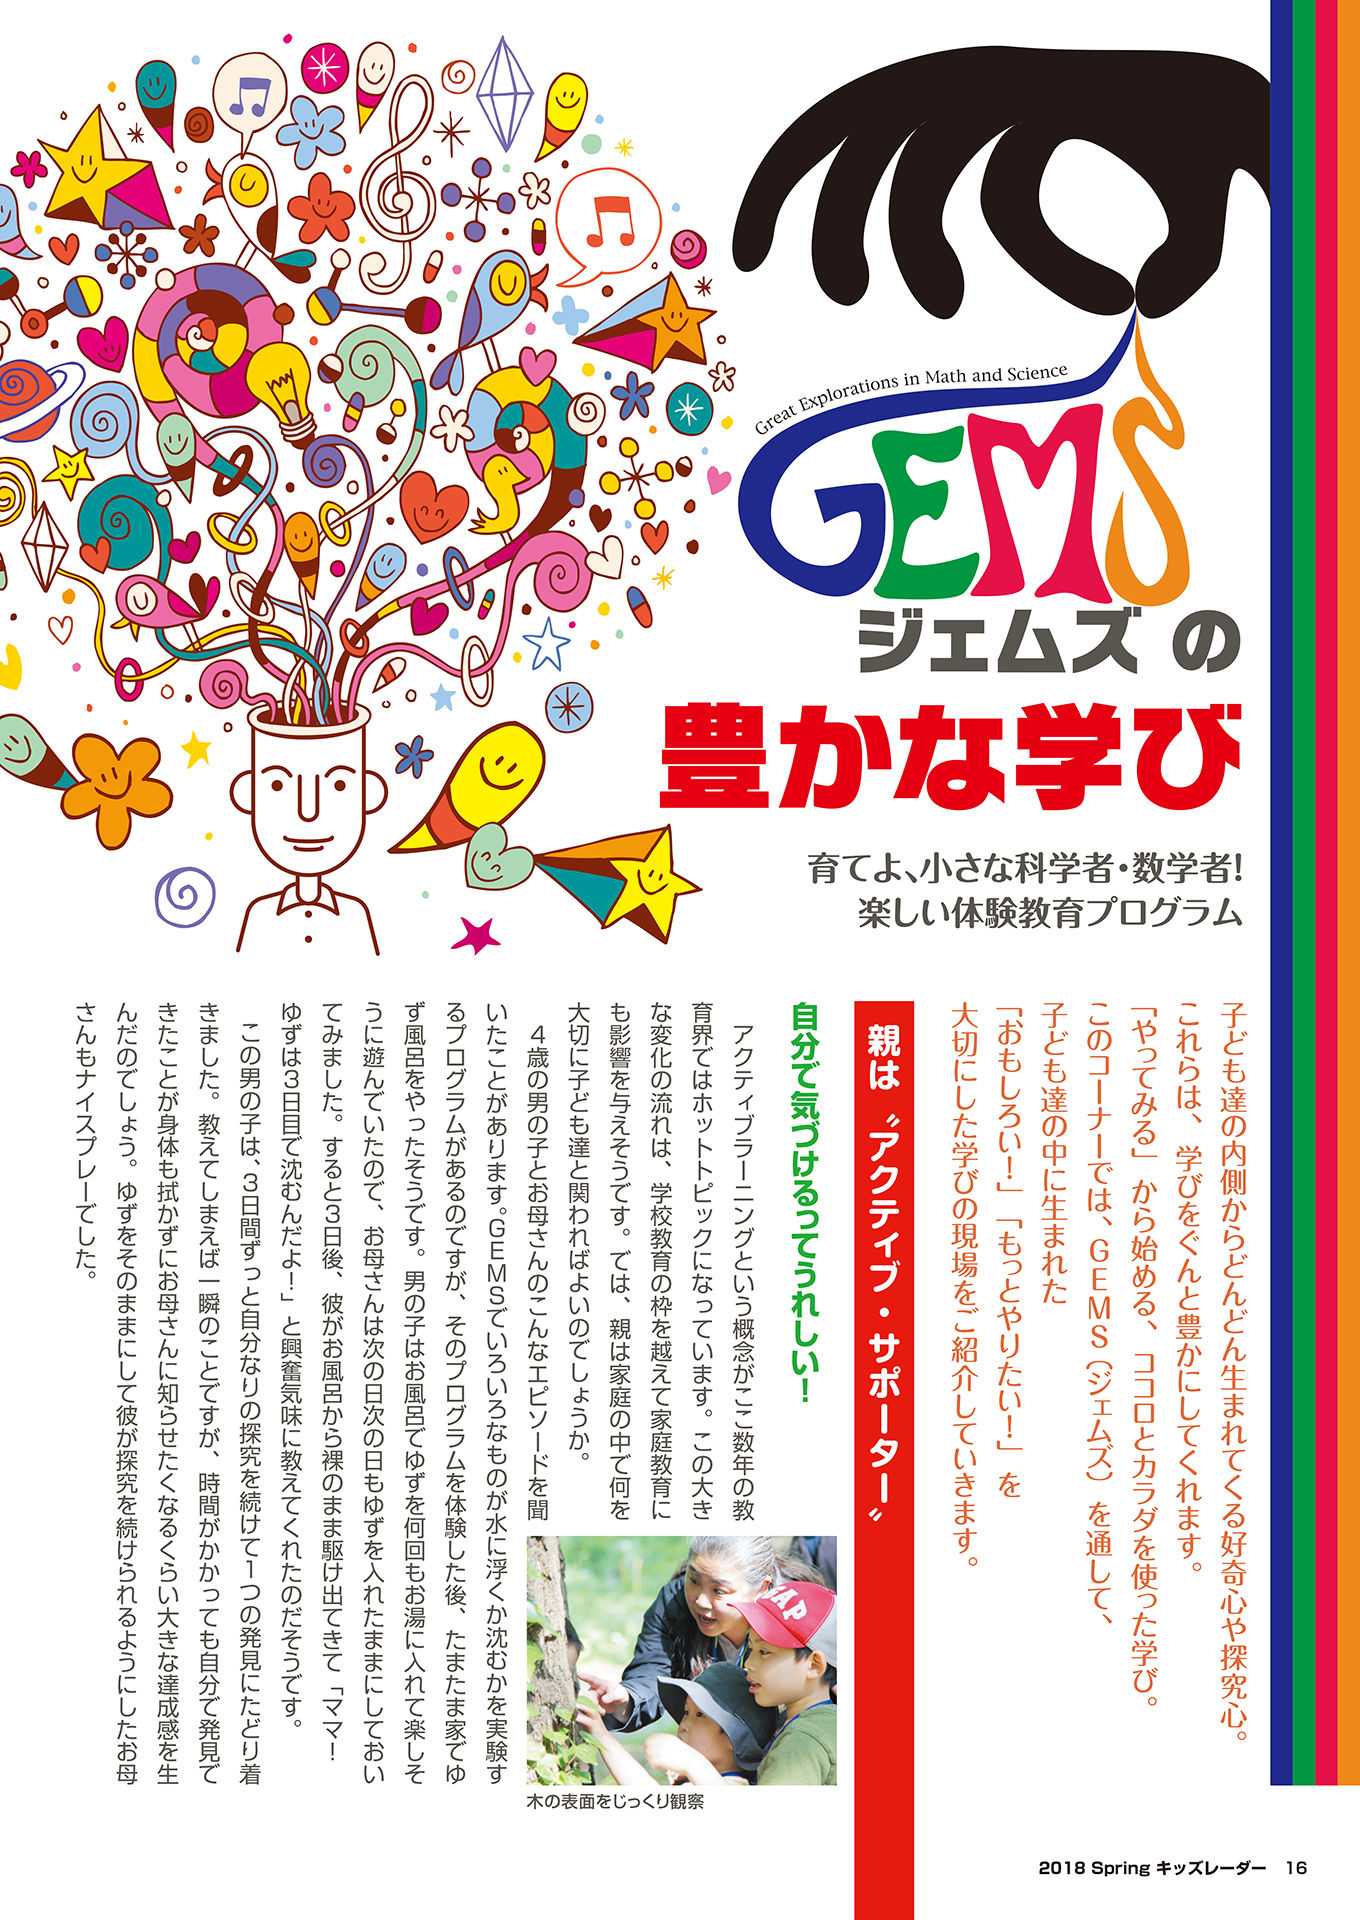 Great Explorations in Math and Science
GEMS
ジェムズ の
豊かな学び
育てよ、小さな科学者・数学者!
楽しい体験教育プログラム
子ども達の内側からどんどん生まれてくる好奇心や探究心。
これらは、学びをぐんと豊かにしてくれます。
「やってみる」から始める、ココロとカラダを使った学び。
このコーナーでは、GEMS（ジェムズ）を通して、
子ども達の中に生まれた
「おもしろい！」「もっとやりたい！」を
大切にした学びの現場をご紹介していきます。
親は〝アクティブ・サポーター〟
自分で気づけるってうれしい！
アクティブラーニングという概念がここ数年の教
育界ではホットトピックになっています。この大き
な変化の流れは、学校教育の枠を越えて家庭教育に
も影響を与えそうです。では、親は家庭の中で何を
大切に子ども達と関わればよいのでしょうか。
４歳の男の子とお母さんのこんなエピソードを聞
いたことがあります。GEMSでいろいろなものが水に浮くか沈むかを実験す
るプログラムがあるのですが、そのプログラムを体験した後、たまたま家でゆ
ず風呂をやったそうです。男の子はお風呂でゆずを何回もお湯に入れて楽しそ
うに遊んでいたので、お母さんは次の日次の日もゆずを入れたままにしておい
てみました。すると３日後、彼がお風呂から裸のまま駆け出てきて「ママ！
ゆずは３日目で沈むんだよ！」と興奮気味に教えてくれたのだそうです。
この男の子は、３日間ずっと自分なりの探究を続けて１つの発見にたどり着
きました。教えてしまえば一瞬のことですが、時間がかかっても自分で発見で
きたことが身体も拭かずにお母さんに知らせたくなるくらい大きな達成感を生
んだのでしょう。ゆずをそのままにして彼が探究を続けられるようにしたお母
さんもナイスプレーでした。
GAP
木の表面をじっくり観察
2018 Spring キッズレーダー 16